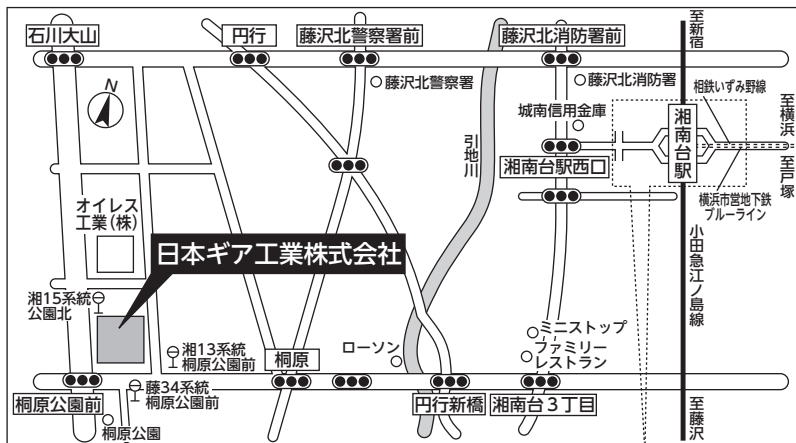 石川大山
円行
藤沢北警察署前
藤沢北消防署前
至新宿
N
藤沢北警察署
藤沢北消防署
相鉄いずみ野線
至横浜
城南信用金庫
引地川
湘南台駅
湘南台駅西口
至戸塚
オイレス
工業(株)
横浜市営地下鉄
ブルーライン
日本ギア工業株式会社
小田急江ノ島線
湘15系統
公園北
湘13系統
桐原公園前
桐原
ローソン
ミニストップ
ファミリー
レストラン
藤34系統
桐原公園前
桐原公園前
円行新橋
湘南台3丁目
至藤沢
桐原公園